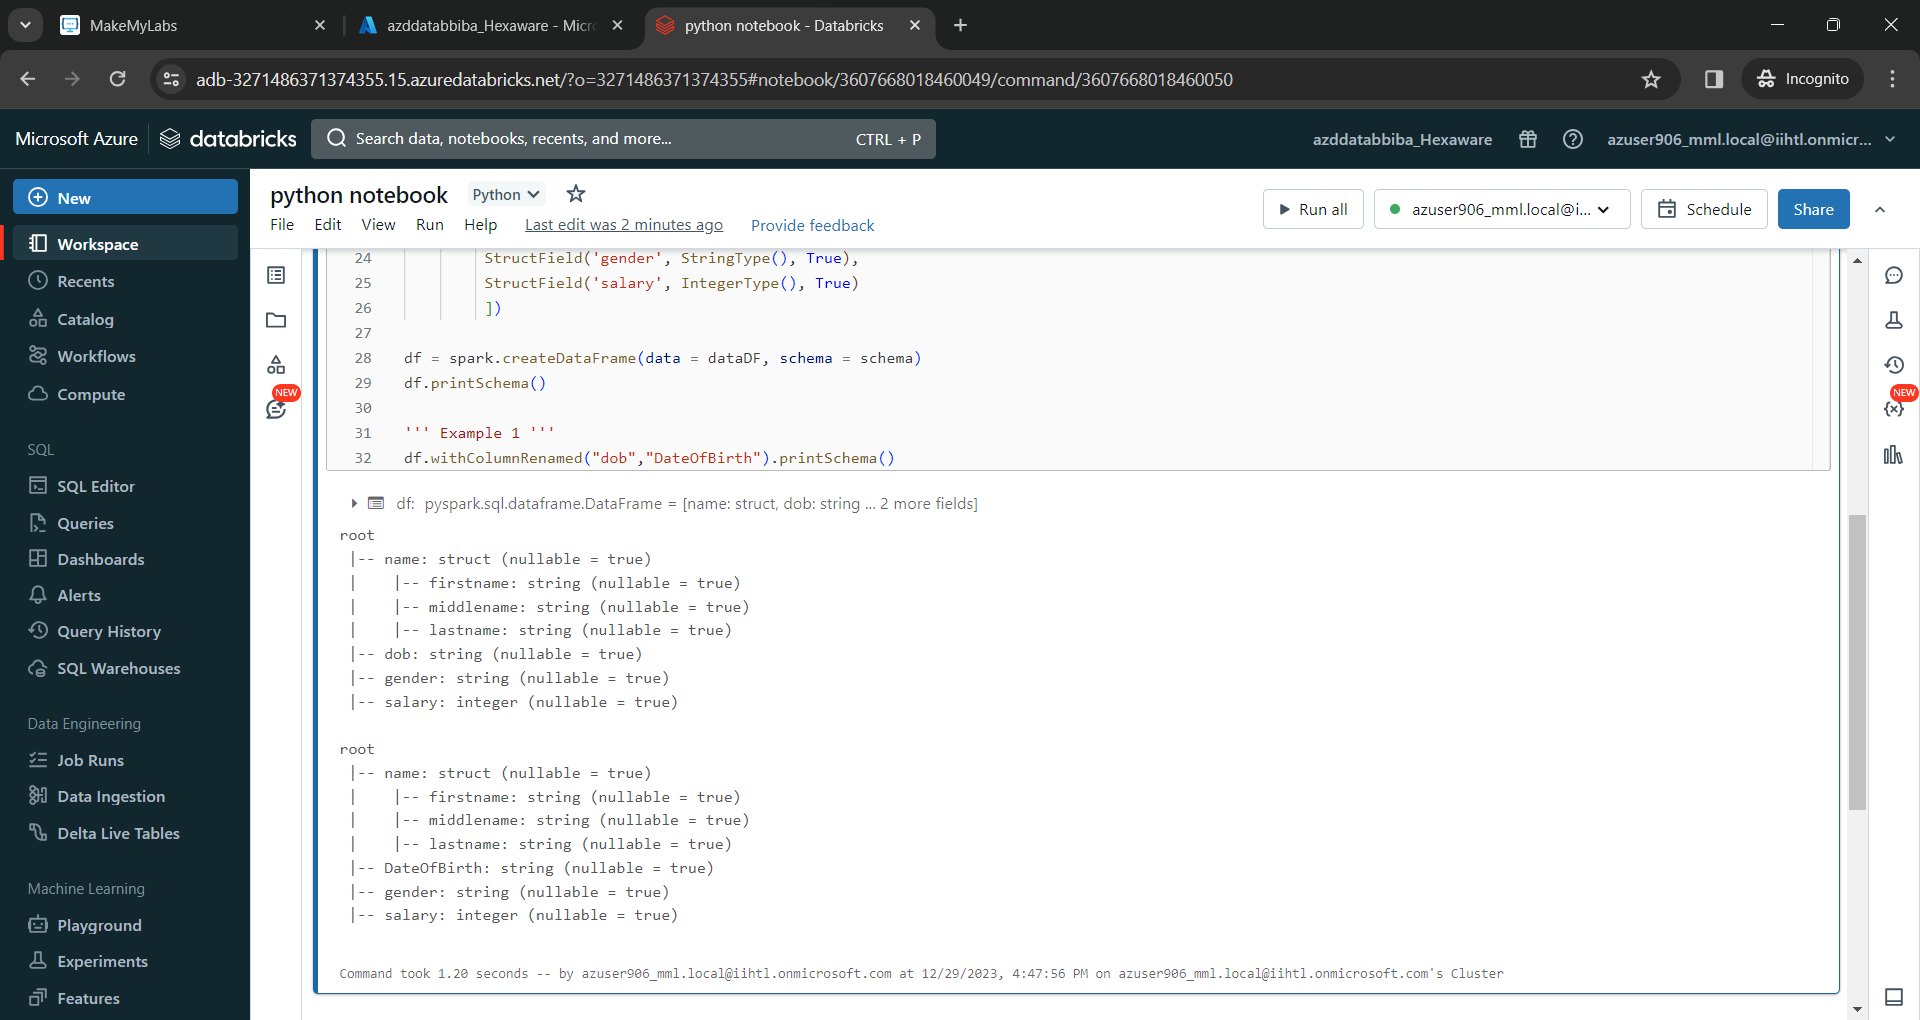 MakeMyLabs
azddatabbiba_Hexaware - Micr
python notebook - Databricks
adb-3271486371374355.15.azuredatabricks.net/?o=3271486371374355#notebook/3607668018460049/command/3607668018460050
Incognito
Microsoft Azure
databricks
Search data, notebooks, recents, and more...
CTRL + P
azddatabbiba_Hexaware
azuser906_mml.local@iihtl.onmicr...
New
Workspace
Recents
Catalog
Workflows
Compute
SQL
SQL Editor
Queries
Dashboards
Alerts
Query History
SQL Warehouses
Data Engineering
Job Runs
Data Ingestion
Delta Live Tables
Machine Learning
Playground
Experiments
Features
python notebook
Python
File Edit View Run Help Last edit was 2 minutes ago Provide feedback
Run all
azuser906_mml.local@i...
Schedule
Share
NEW
NEW
24 StructField('gender', StringType(), True),
25 StructField('salary', IntegerType(), True)
26 ])
27
28 df = spark.createDataFrame(data = dataDF, schema = schema)
29 df.printSchema()
30
31 ''' Example 1 '''
32 df.withColumnRenamed("dob","DateOfBirth").printSchema()
df: pyspark.sql.dataframe.DataFrame = [name: struct, dob: string ... 2 more fields]
root
|-- name: struct (nullable = true)
|    |-- firstname: string (nullable = true)
|    |-- middlename: string (nullable = true)
|    |-- lastname: string (nullable = true)
|-- dob: string (nullable = true)
|-- gender: string (nullable = true)
|-- salary: integer (nullable = true)
root
|-- name: struct (nullable = true)
|    |-- firstname: string (nullable = true)
|    |-- middlename: string (nullable = true)
|    |-- lastname: string (nullable = true)
|-- DateOfBirth: string (nullable = true)
|-- gender: string (nullable = true)
|-- salary: integer (nullable = true)
Command took 1.20 seconds -- by azuser906_mml.local@iihtl.onmicrosoft.com at 12/29/2023, 4:47:56 PM on azuser906_mml.local@iihtl.onmicrosoft.com's Cluster